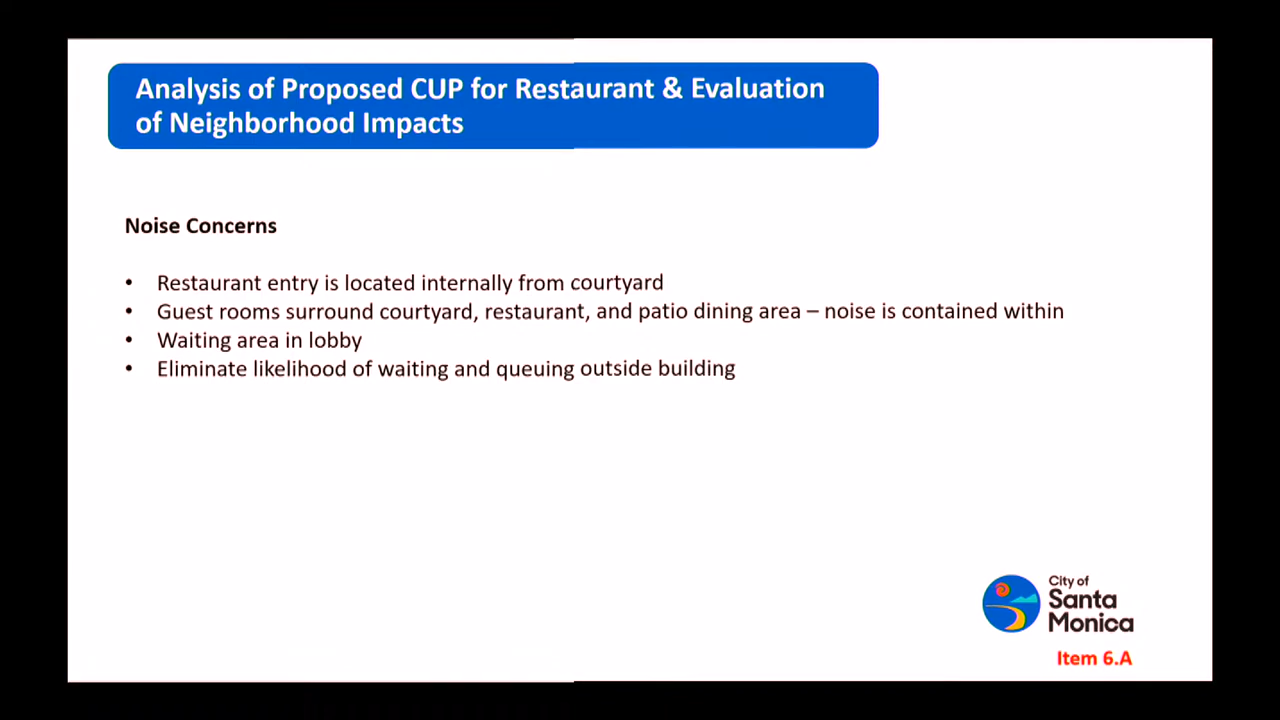 Analysis of Proposed CUP for Restaurant & Evaluation
of Neighborhood Impacts
Noise Concerns
• Restaurant entry is located internally from courtyard
• Guest rooms surround courtyard, restaurant, and patio dining area – noise is contained within
• Waiting area in lobby
• Eliminate likelihood of waiting and queuing outside building
City of
Santa
Monica
Item 6.A